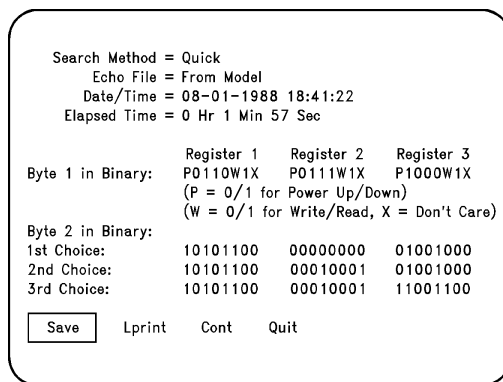 Search Method = Quick
Echo File = From Model
Date/Time = 08-01-1988 18:41:22
Elapsed Time = 0 Hr 1 Min 57 Sec
Register 1 Register 2 Register 3
Byte 1 in Binary: P0110W1X P0111W1X P1000W1X
(P = 0/1 for Power Up/Down)
(W = 0/1 for Write/Read, X = Don't Care)
Byte 2 in Binary:
1st Choice: 10101100 00000000 01001000
2nd Choice: 10101100 00010001 01001000
3rd Choice: 10101100 00010001 11001100
Save Lprint Cont Quit